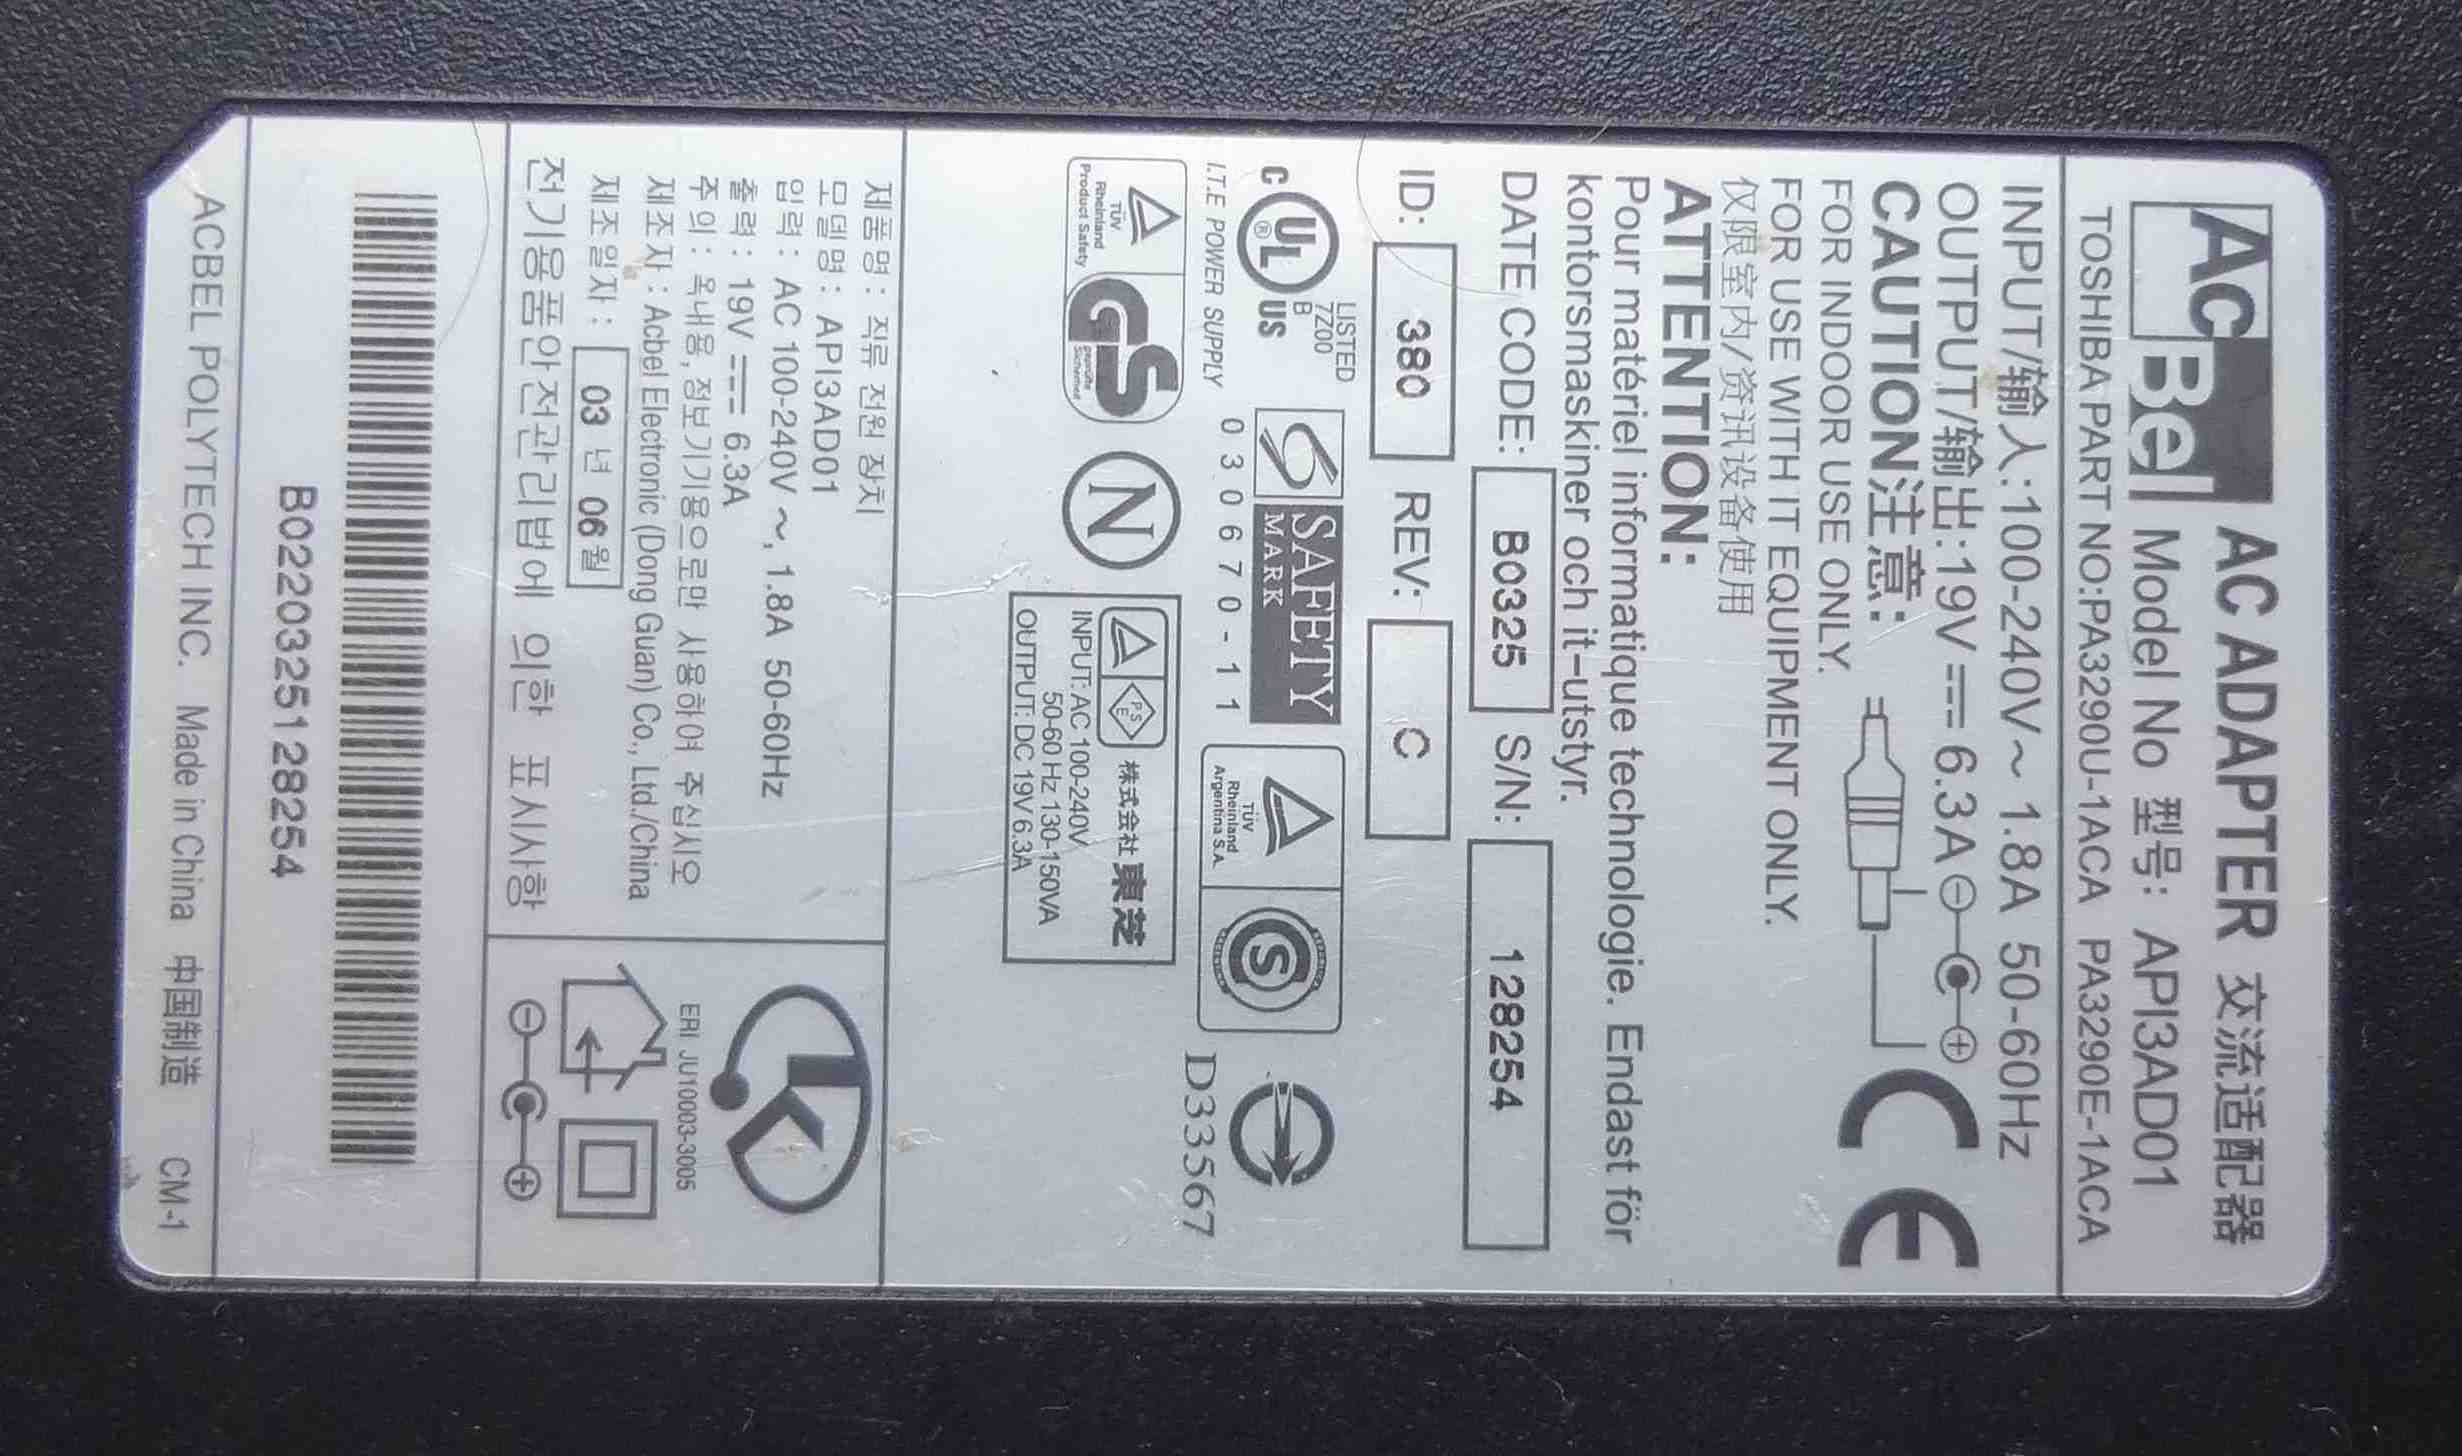 AcBel AC ADAPTER 交流适配器
Model No 型号: API3AD01
TOSHIBA PART NO:PA3290U-1ACA PA3290E-1ACA
INPUT/输入:100-240V~ 1.8A 50-60Hz
OUTPUT/输出:19V⎓ 6.3A ⊖ ⊕
CAUTION注意:
FOR INDOOR USE ONLY.
FOR USE WITH IT EQUIPMENT ONLY.
仅限室内/资讯设备使用
CE
ATTENTION:
Pour matériel informatique technologie. Endast för
kontorsmaskiner och it-utstyr.
DATE CODE: B0325 S/N: 128254
ID: 380 REV: C
C UL ® US
LISTED
7Z00
B
I.T.E POWER SUPPLY
SAFETY
MARK
030670-11
TÜV
Rheinland
Argentina S.A.
S
D33567
TÜV
Rheinland
Product Safety
GS
geprüfte
Sicherheit
N
PSE
株式会社 東芝
INPUT: AC 100-240V
50-60 Hz 130-150VA
OUTPUT: DC 19V 6.3A
제품명: 직류 전원 장치
모델명: API3AD01
입력: AC 100-240V ~, 1.8A 50-60Hz
출력: 19V ⎓ 6.3A
주의: 옥내용, 정보기기용으로만 사용하여 주십시오
제조자: Acbel Electronic (Dong Guan) Co., Ltd./China
제조일자: 03 년 06 월
전기용품안전관리법에 의한 표시사항
K
ERI JU10003-3005
⊖ ⊕
B0220325128254
ACBEL POLYTECH INC. Made in China 中国制造 CM-1